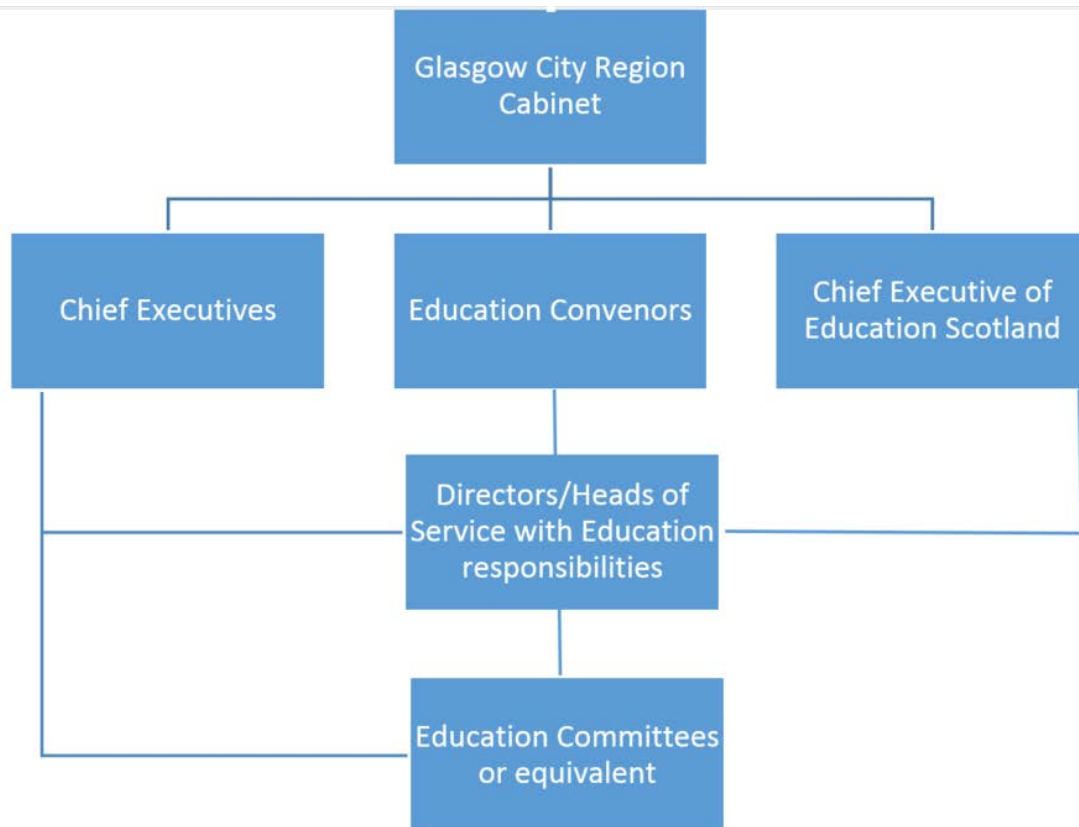 Glasgow City Region
Cabinet
Chief Executives
Education Convenors
Chief Executive of
Education Scotland
Directors/Heads of
Service with Education
responsibilities
Education Committees
or equivalent